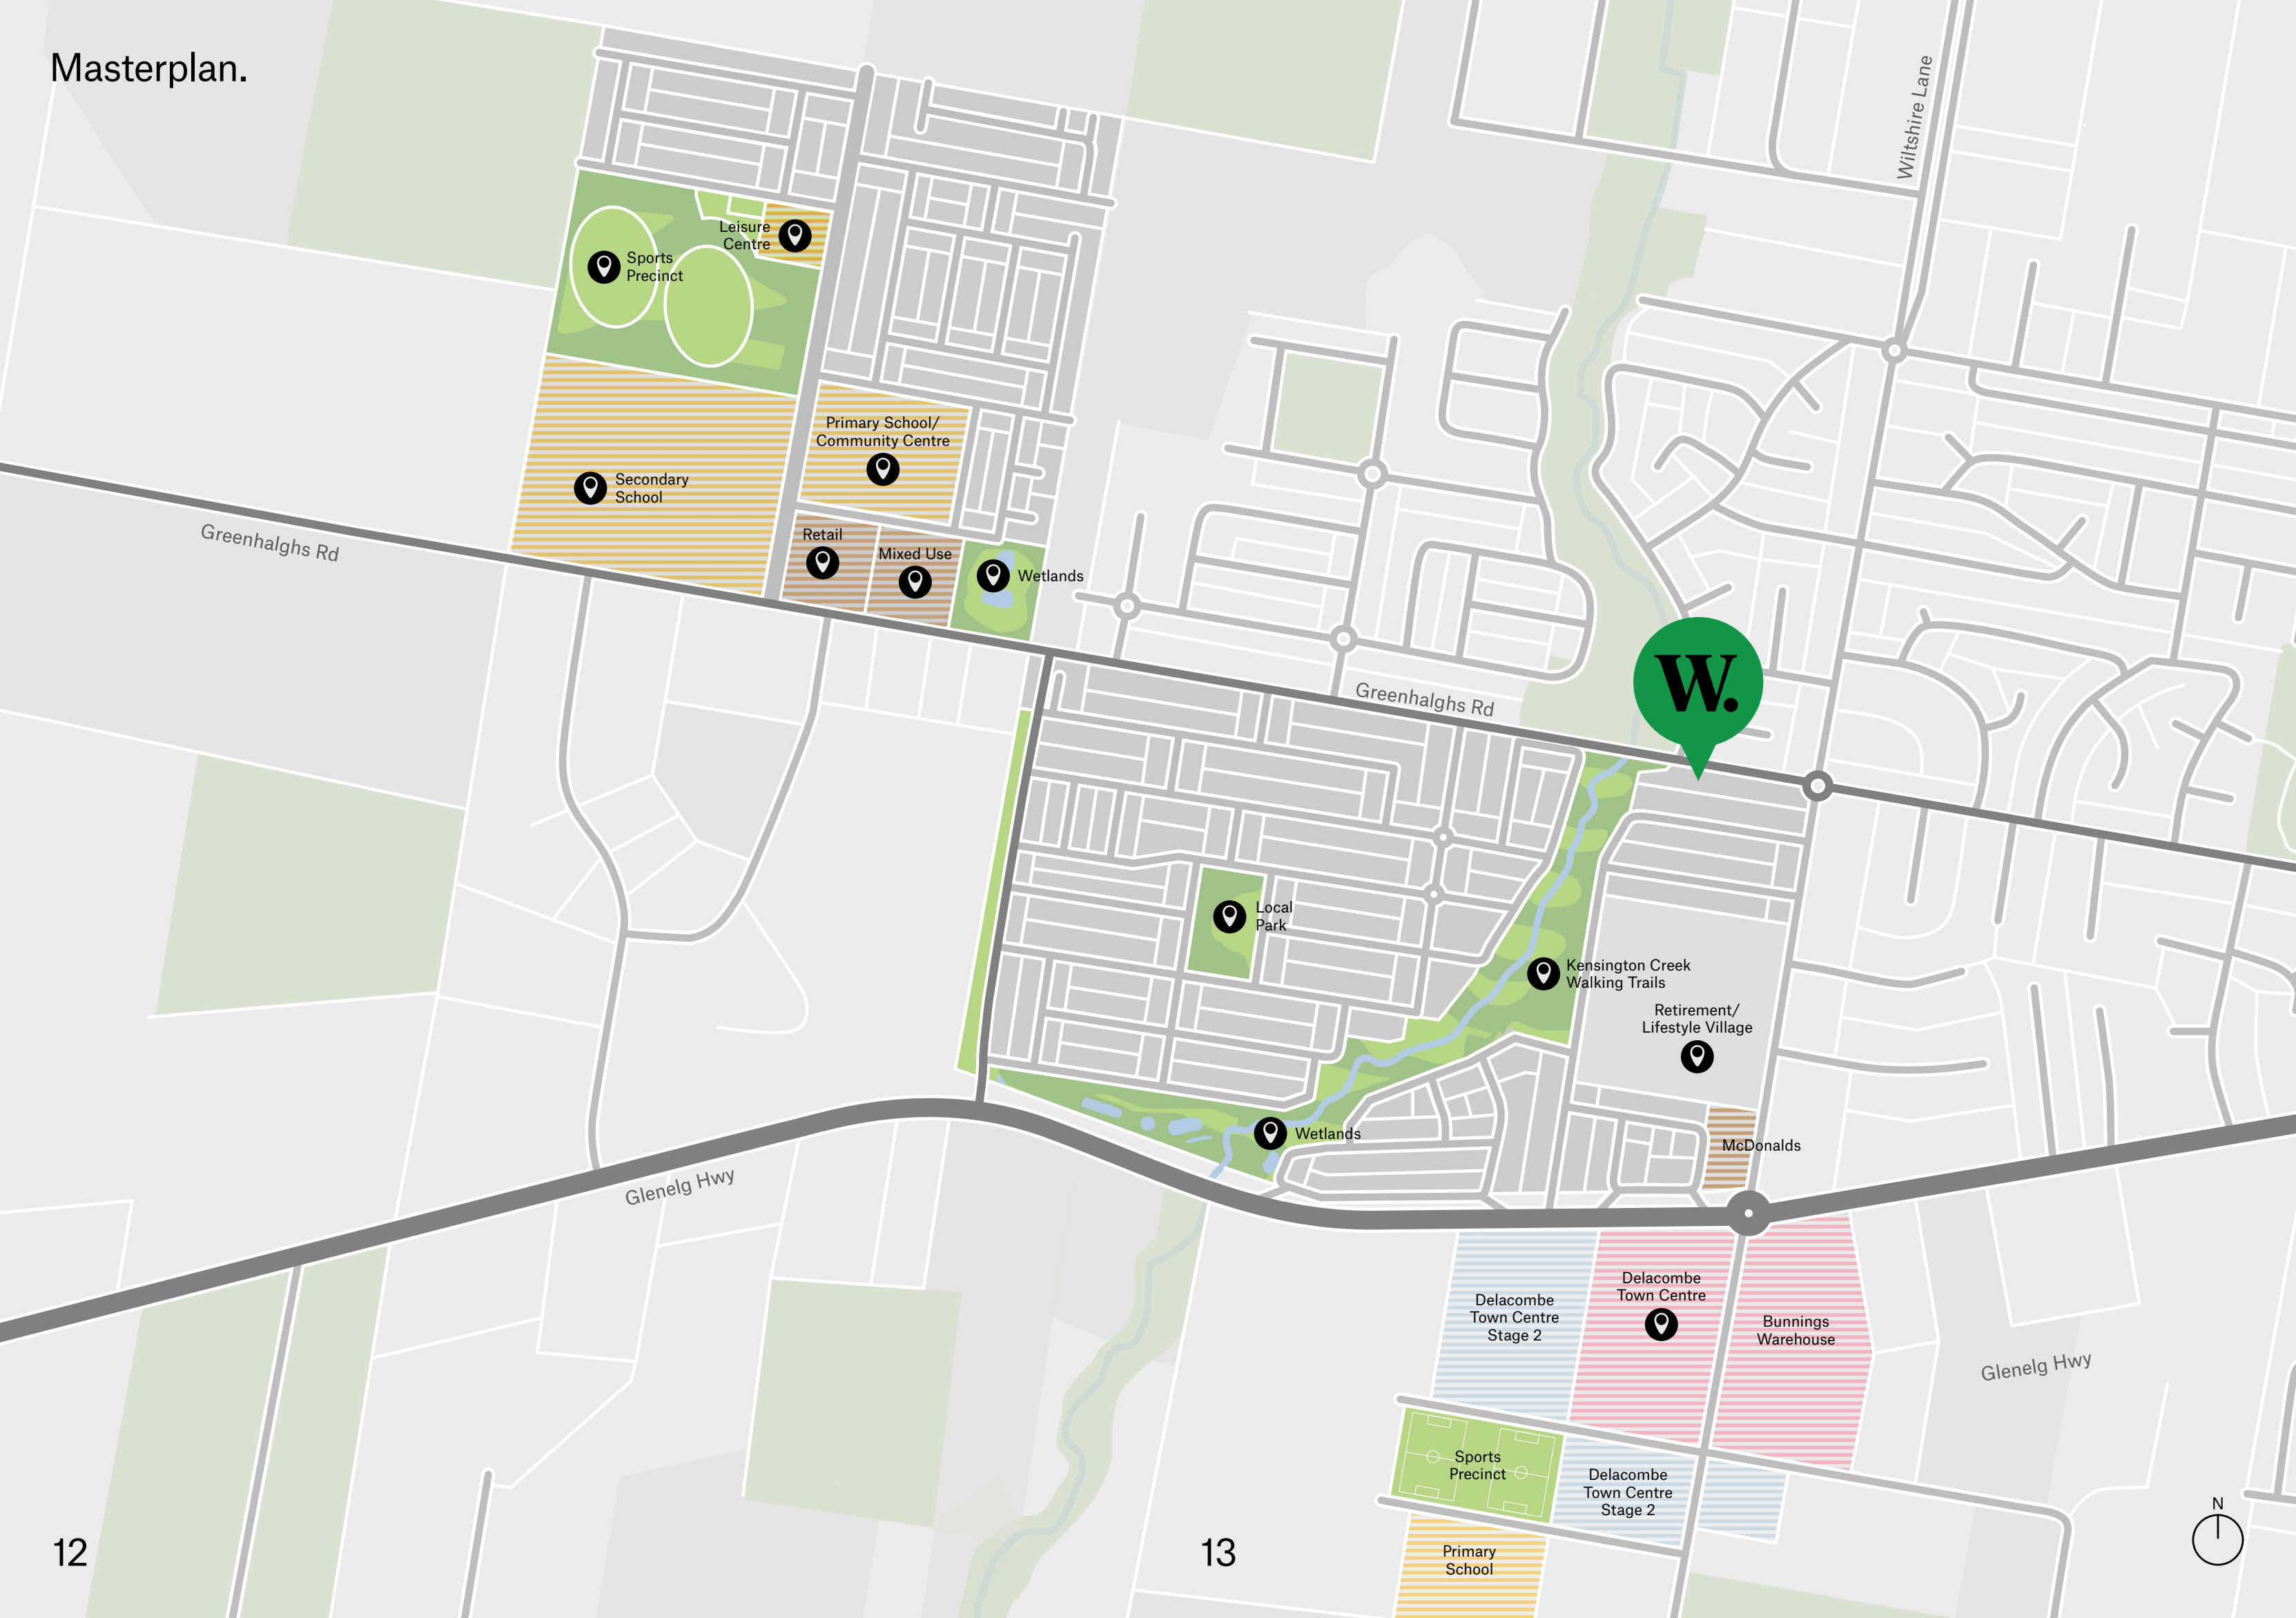 Masterplan.
Wiltshire Lane
Leisure
Centre
Sports
Precinct
Primary School/
Community Centre
Secondary
School
Greenhalghs Rd
Retail
Mixed Use
Wetlands
Greenhalghs Rd
W.
Local
Park
Kensington Creek
Walking Trails
Retirement/
Lifestyle Village
Wetlands
McDonalds
Glenelg Hwy
Delacombe
Town Centre
Stage 2
Delacombe
Town Centre
Bunnings
Warehouse
Glenelg Hwy
Sports
Precinct
Delacombe
Town Centre
Stage 2
Primary
School
N
12
13